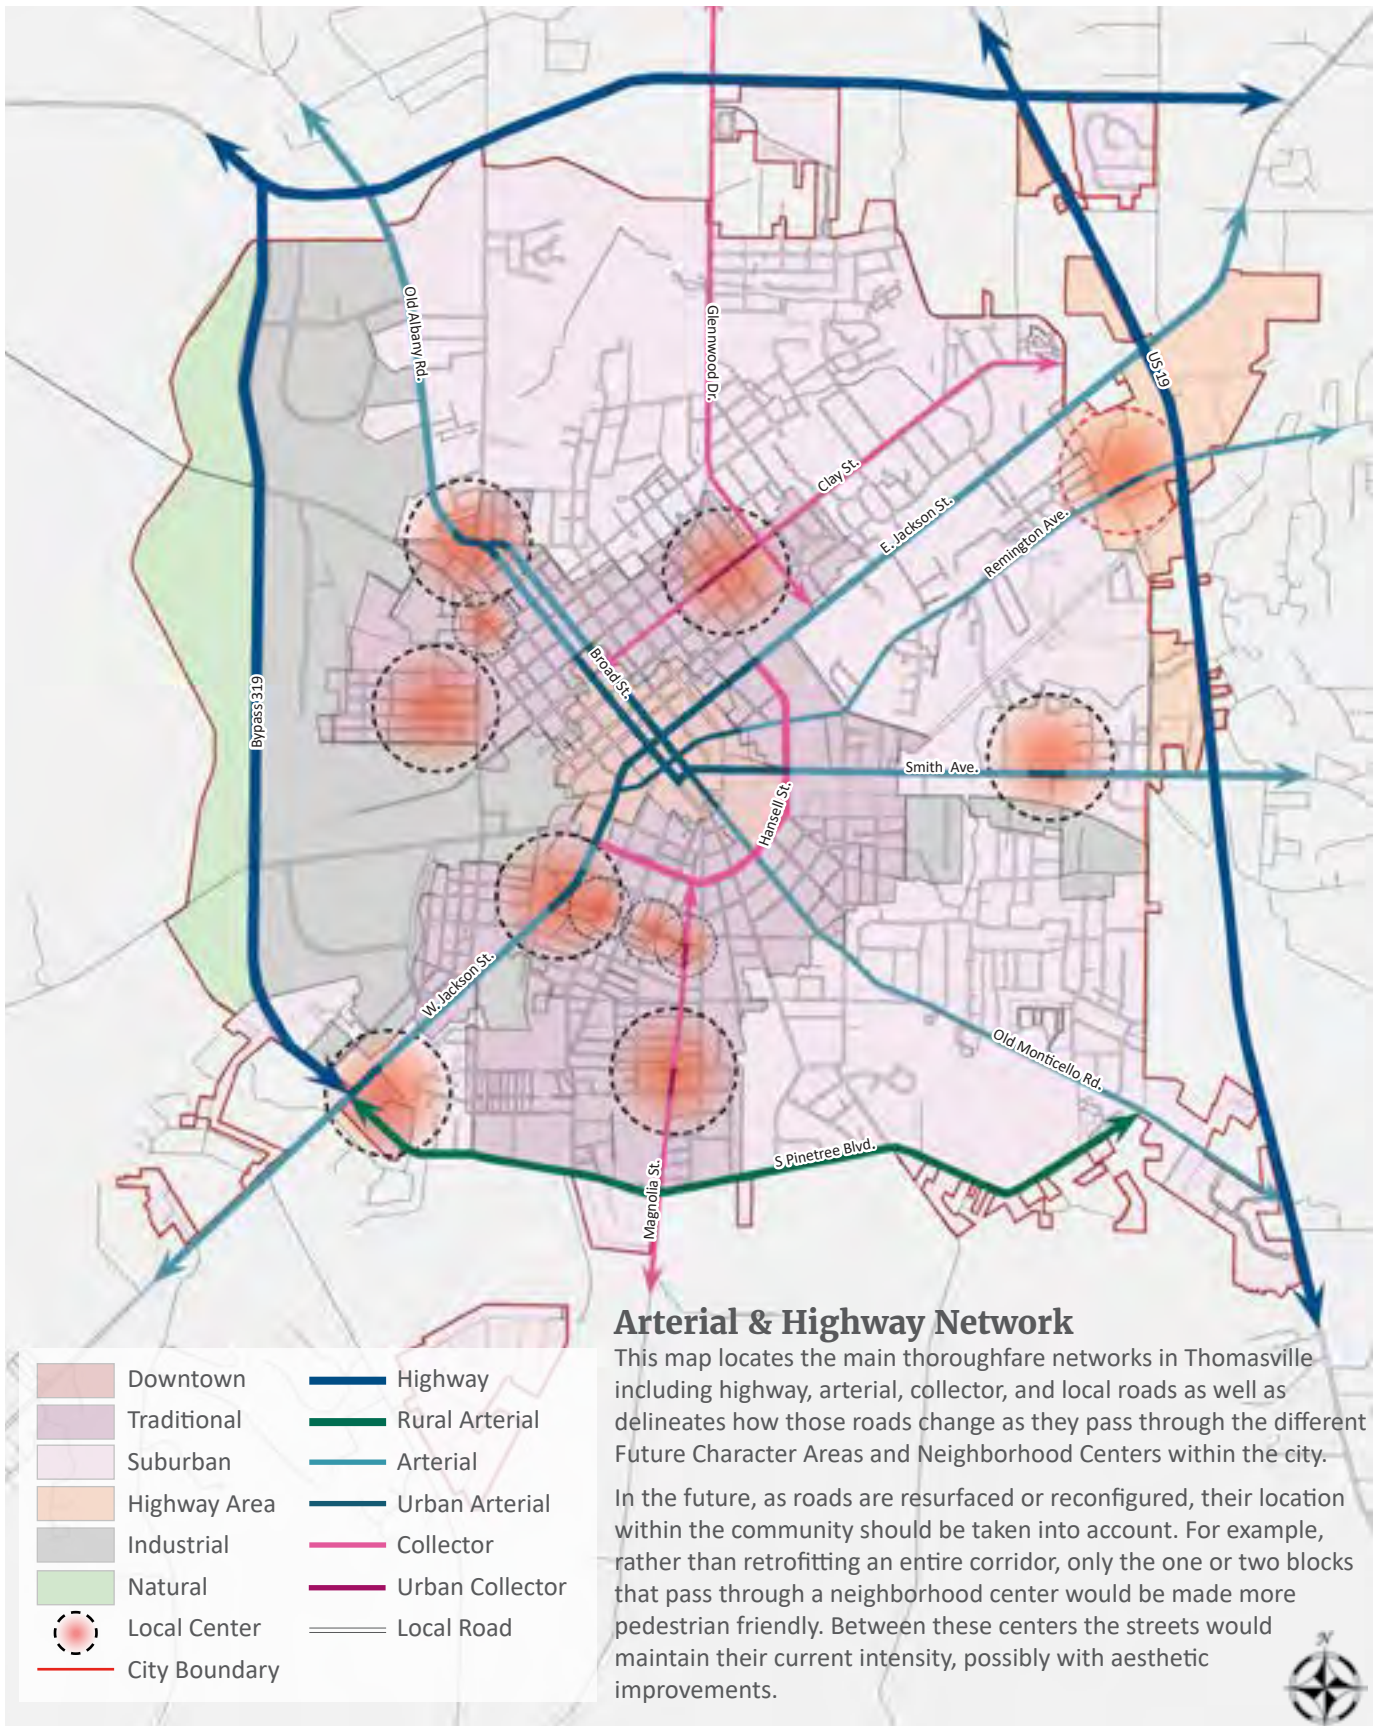 Old Albany Rd.
Glennwood Dr.
US 19
Clay St.
E. Jackson St.
Remington Ave.
Broad St.
Bypass 319
Smith Ave.
Hansell St.
W. Jackson St.
Old Monticello Rd.
S Pinetree Blvd.
Magnolia St.
Arterial & Highway Network
This map locates the main thoroughfare networks in Thomasville
including highway, arterial, collector, and local roads as well as
delineates how those roads change as they pass through the different
Future Character Areas and Neighborhood Centers within the city.
In the future, as roads are resurfaced or reconfigured, their location
within the community should be taken into account. For example,
rather than retrofitting an entire corridor, only the one or two blocks
that pass through a neighborhood center would be made more
pedestrian friendly. Between these centers the streets would
maintain their current intensity, possibly with aesthetic
improvements.
Downtown
Traditional
Suburban
Highway Area
Industrial
Natural
Local Center
City Boundary
Highway
Rural Arterial
Arterial
Urban Arterial
Collector
Urban Collector
Local Road
N